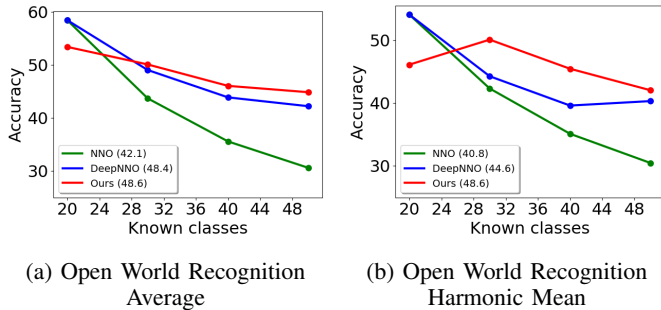 60
50
40
30
Accuracy
NNO (42.1)
DeepNNO (48.4)
Ours (48.6)
20 24 28 32 36 40 44 48
Known classes
(a) Open World Recognition
Average
50
40
30
Accuracy
NNO (40.8)
DeepNNO (44.6)
Ours (48.6)
20 24 28 32 36 40 44 48
Known classes
(b) Open World Recognition
Harmonic Mean